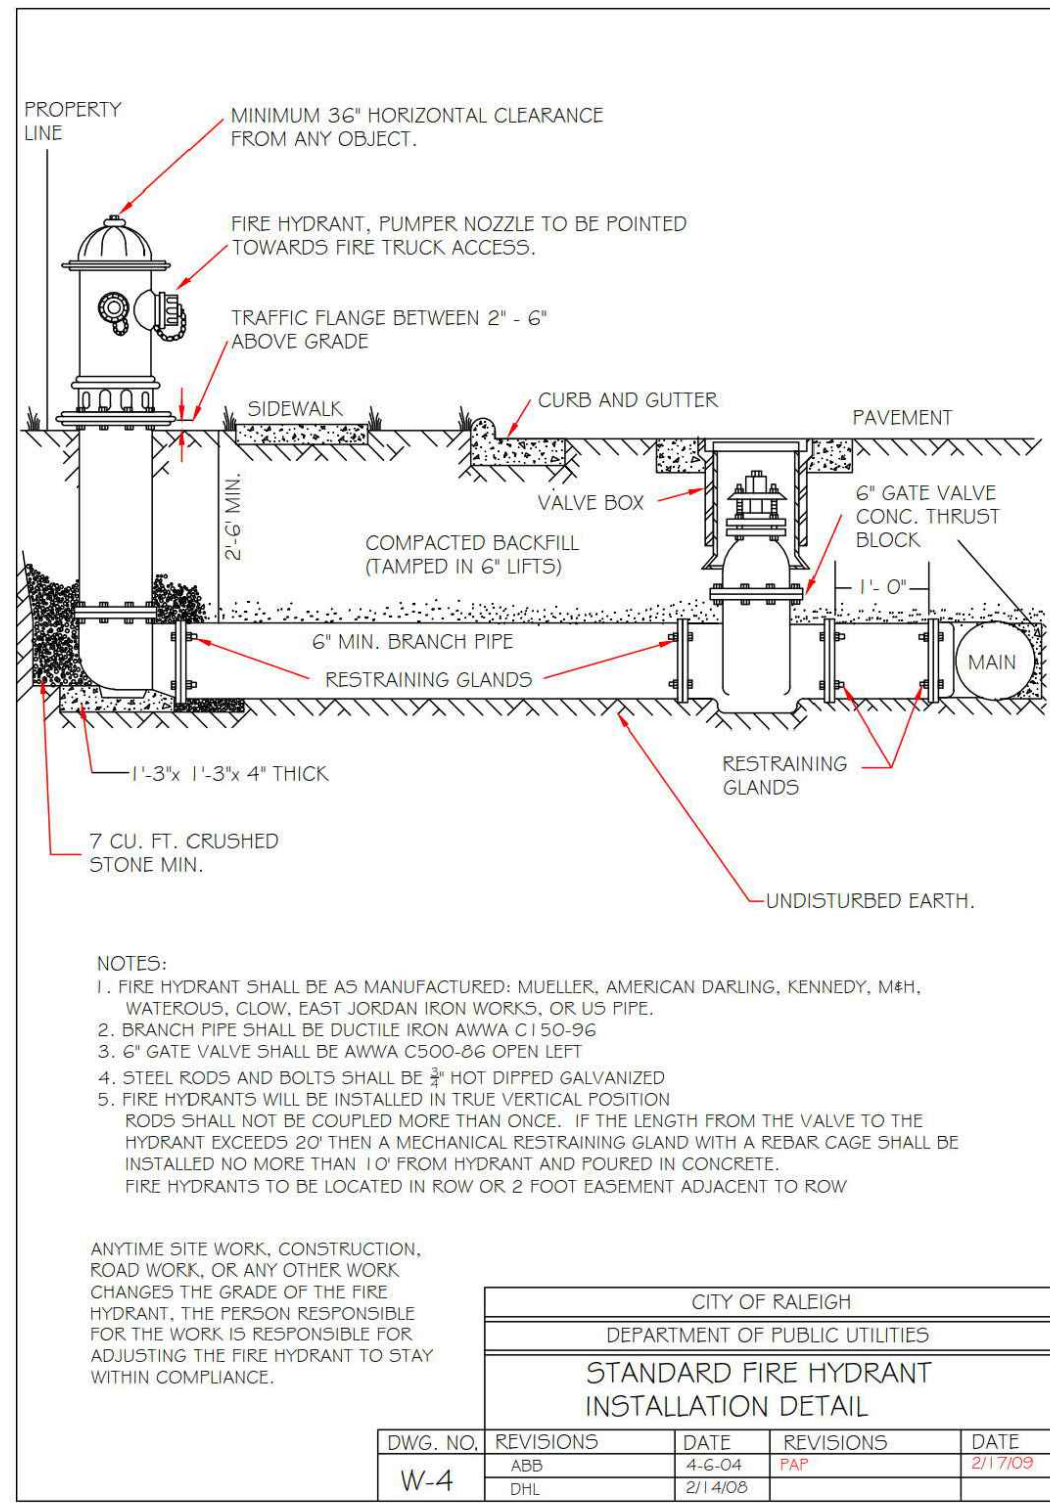 PROPERTY
LINE
MINIMUM 36" HORIZONTAL CLEARANCE
FROM ANY OBJECT.
FIRE HYDRANT, PUMPER NOZZLE TO BE POINTED
TOWARDS FIRE TRUCK ACCESS.
TRAFFIC FLANGE BETWEEN 2" - 6"
ABOVE GRADE
SIDEWALK
CURB AND GUTTER
PAVEMENT
2'-6' MIN.
VALVE BOX
6" GATE VALVE
CONC. THRUST
BLOCK
COMPACTED BACKFILL
(TAMPED IN 6" LIFTS)
1'- 0"
6" MIN. BRANCH PIPE
RESTRAINING GLANDS
MAIN
RESTRAINING
GLANDS
1'-3"x 1'-3"x 4" THICK
7 CU. FT. CRUSHED
STONE MIN.
UNDISTURBED EARTH.
NOTES:
1. FIRE HYDRANT SHALL BE AS MANUFACTURED: MUELLER, AMERICAN DARLING, KENNEDY, M&H,
WATEROUS, CLOW, EAST JORDAN IRON WORKS, OR US PIPE.
2. BRANCH PIPE SHALL BE DUCTILE IRON AWWA C150-96
3. 6" GATE VALVE SHALL BE AWWA C500-86 OPEN LEFT
4. STEEL RODS AND BOLTS SHALL BE 3/4" HOT DIPPED GALVANIZED
5. FIRE HYDRANTS WILL BE INSTALLED IN TRUE VERTICAL POSITION
RODS SHALL NOT BE COUPLED MORE THAN ONCE. IF THE LENGTH FROM THE VALVE TO THE
HYDRANT EXCEEDS 20' THEN A MECHANICAL RESTRAINING GLAND WITH A REBAR CAGE SHALL BE
INSTALLED NO MORE THAN 10' FROM HYDRANT AND POURED IN CONCRETE.
FIRE HYDRANTS TO BE LOCATED IN ROW OR 2 FOOT EASEMENT ADJACENT TO ROW
ANYTIME SITE WORK, CONSTRUCTION,
ROAD WORK, OR ANY OTHER WORK
CHANGES THE GRADE OF THE FIRE
HYDRANT, THE PERSON RESPONSIBLE
FOR THE WORK IS RESPONSIBLE FOR
ADJUSTING THE FIRE HYDRANT TO STAY
WITHIN COMPLIANCE.
CITY OF RALEIGH
DEPARTMENT OF PUBLIC UTILITIES
STANDARD FIRE HYDRANT
INSTALLATION DETAIL
DWG. NO. REVISIONS DATE REVISIONS DATE
W-4
ABB 4-6-04 PAP 2/17/09
DHL 2/14/08